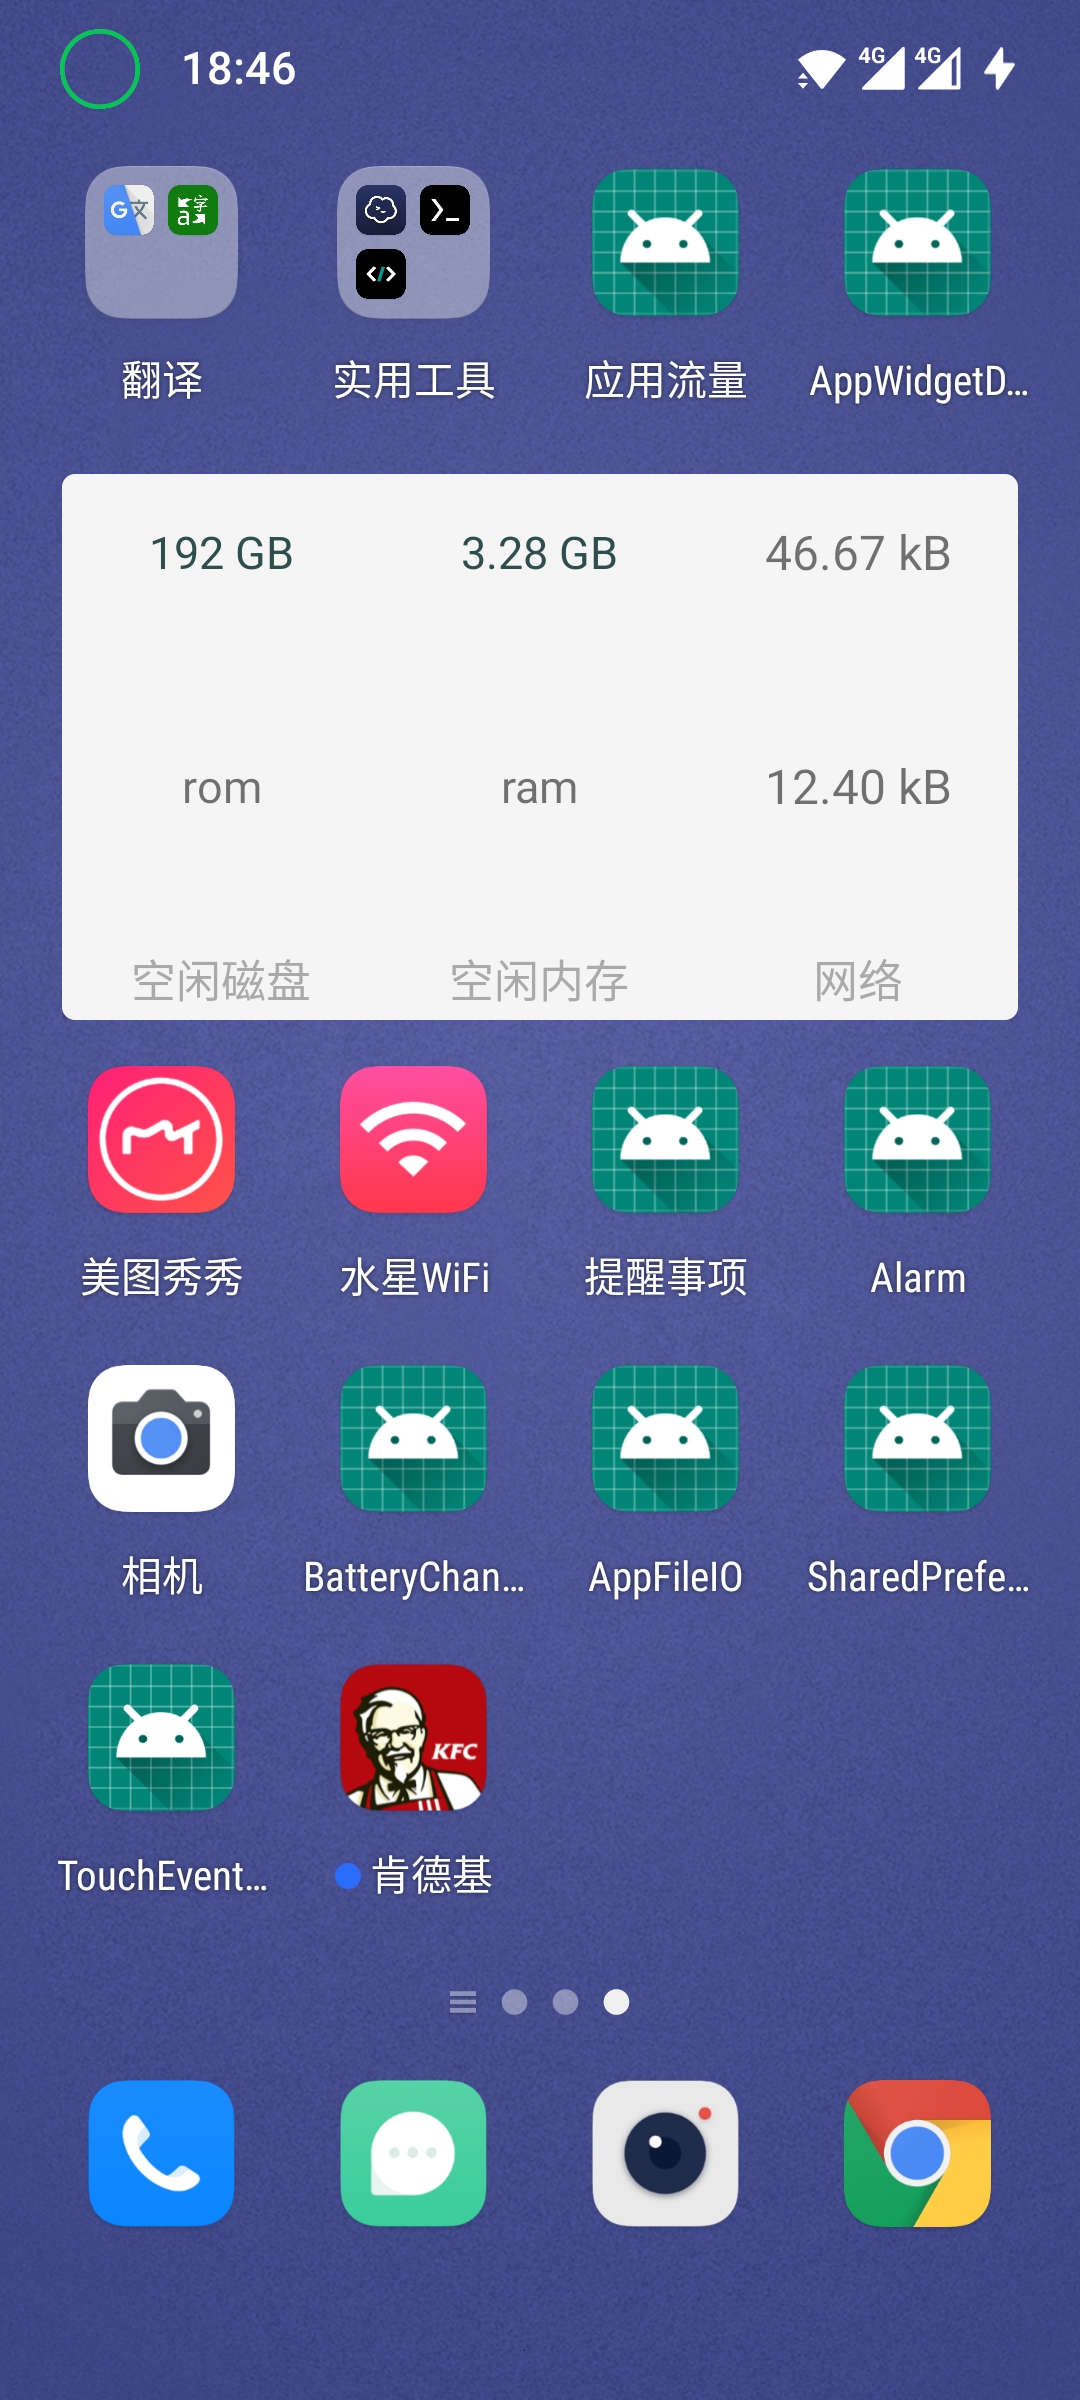 18:46
4G 4G
翻译 实用工具 应用流量 AppWidgetD...
192 GB 3.28 GB 46.67 kB
rom ram 12.40 kB
空闲磁盘 空闲内存 网络
美图秀秀 水星WiFi 提醒事项 Alarm
相机 BatteryChan... AppFileIO SharedPrefe...
KFC
TouchEvent... 肯德基